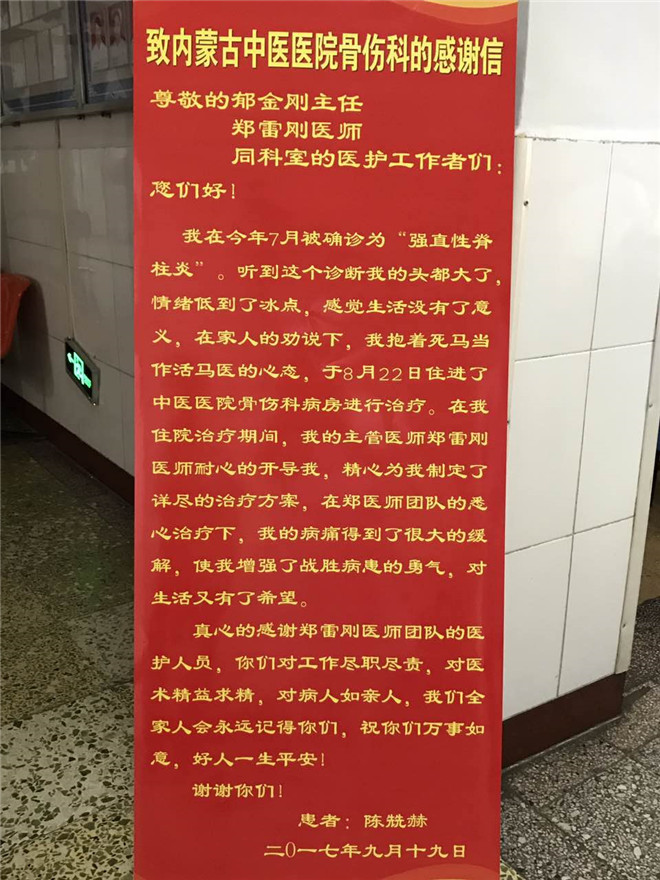 致内蒙古中医医院骨伤科的感谢信
尊敬的郁金刚主任
郑雷刚医师
同科室的医护工作者们：
您们好！
我在今年7月被确诊为“强直性脊
柱炎”。听到这个诊断我的头都大了，
情绪低到了冰点，感觉生活没有了意
义，在家人的劝说下，我抱着死马当
作活马医的心态，于8月22日住进了
中医医院骨伤科病房进行治疗。在我
住院治疗期间，我的主管医师郑雷刚
医师耐心的开导我，精心为我制定了
详尽的治疗方案，在郑医师团队的悉
心治疗下，我的病痛得到了很大的缓
解，使我增强了战胜病患的勇气，对
生活又有了希望。
真心的感谢郑雷刚医师团队的医
护人员，你们对工作尽职尽责，对医
术精益求精，对病人如亲人，我们全
家人会永远记得你们，祝你们万事如
意，好人一生平安！
谢谢你们！
患者：陈兟赫
二〇一七年九月十九日